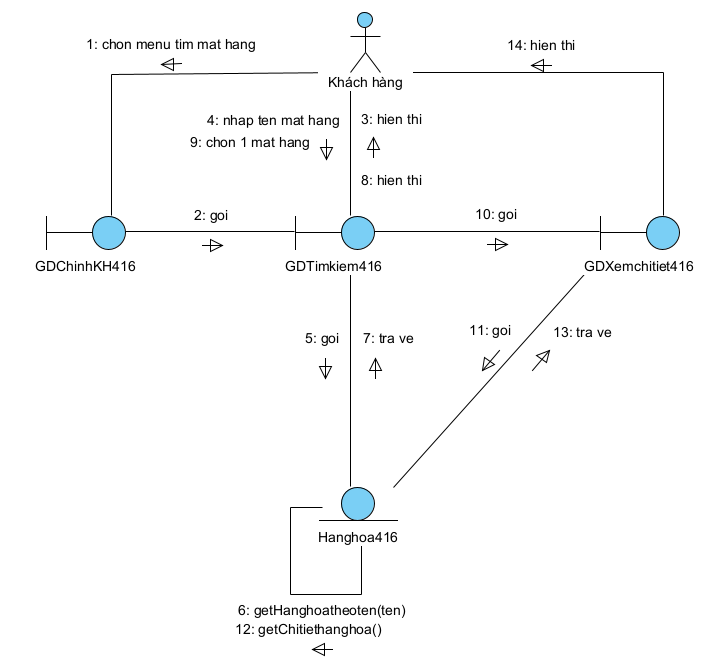 1: chon menu tim mat hang
14: hien thi
Khách hàng
4: nhap ten mat hang
3: hien thi
9: chon 1 mat hang
8: hien thi
2: goi
10: goi
GDChinhKH416
GDTimkiem416
GDXemchitiet416
5: goi
7: tra ve
11: goi
13: tra ve
Hanghoa416
6: getHanghoatheoten(ten)
12: getChitiethanghoa()